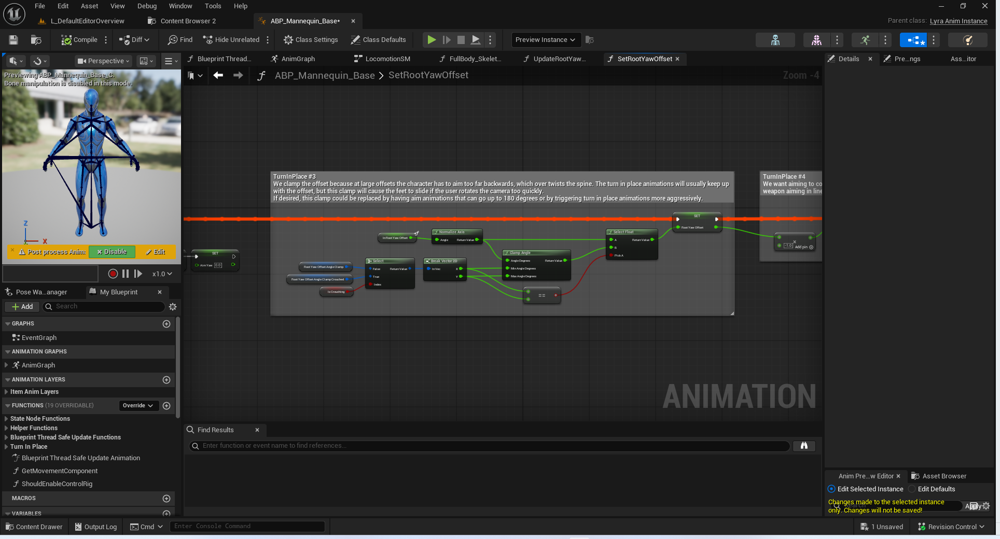 File Edit Asset View Debug Window Tools Help
L_DefaultEditorOverview Content Browser 2 ABP_Mannequin_Base*
Parent class: Lyra Anim Instance
Compile Diff Find Hide Unrelated Class Settings Class Defaults Preview Instance
Perspective
Previewing ABP_Mannequin_Base_C.
Bone manipulation is disabled in this mode.
Z
X
Post process Anim: Disable Edit
x1.0
Pose Wa...anager My Blueprint
Add Search
GRAPHS
EventGraph
ANIMATION GRAPHS
AnimGraph
ANIMATION LAYERS
Item Anim Layers
FUNCTIONS (19 OVERRIDABLE) Override
State Node Functions
Helper Functions
Blueprint Thread Safe Update Functions
Turn In Place
Blueprint Thread Safe Update Animation
GetMovementComponent
ShouldEnableControlRig
MACROS
VARIABLES
Blueprint Thread... AnimGraph LocomotionSM FullBody_Skelet... UpdateRootYaw... SetRootYawOffset
ABP_Mannequin_Base > SetRootYawOffset
Zoom -4
TurnInPlace #3
We clamp the offset because at large offsets the character has to aim too far backwards, which over twists the spine. The turn in place animations will usually keep up
with the offset, but this clamp will cause the feet to slide if the user rotates the camera too quickly.
If desired, this clamp could be replaced by having aim animations that can go up to 180 degrees or by triggering turn in place animations more aggressively.
TurnInPlace #4
We want aiming to co
weapon aiming in line
SET
Aim Yaw 0.0
In Root Yaw Offset
Normalize Axis
Angle Return Value
Root Yaw Offset Angle Clamp
Root Yaw Offset Angle Clamp Crouched
Is Crouching
Select
False Return Value
True
Index
Break Vector 2D
In Vec X
Y
Clamp Angle
Angle Degrees Return Value
Min Angle Degrees
Max Angle Degrees
==
Select Float
A Return Value
B
Pick A
SET
Root Yaw Offset
×
-1.0 Add pin
ANIMATION
Find Results
Enter function or event name to find references...
Details Pre...ngs Ass...itor
Anim Pre...w Editor Asset Browser
Edit Selected Instance Edit Defaults
Changes made to the selected instance
only. Changes will not be saved!
Search
Apply
Content Drawer Output Log Cmd Enter Console Command 1 Unsaved Revision Control